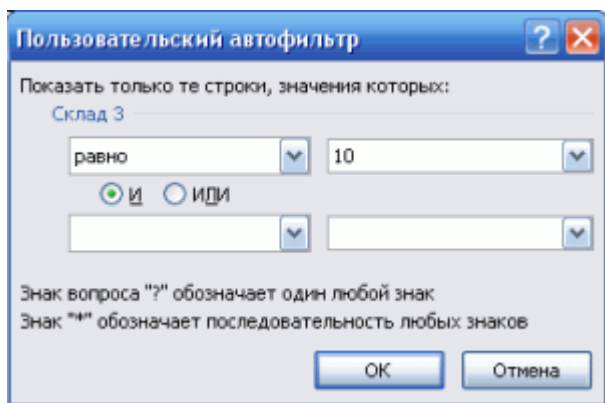 Пользовательский автофильтр
Показать только те строки, значения которых:
Склад 3
равно 10
И ИЛИ
Знак вопроса "?" обозначает один любой знак
Знак "*" обозначает последовательность любых знаков
ОК Отмена